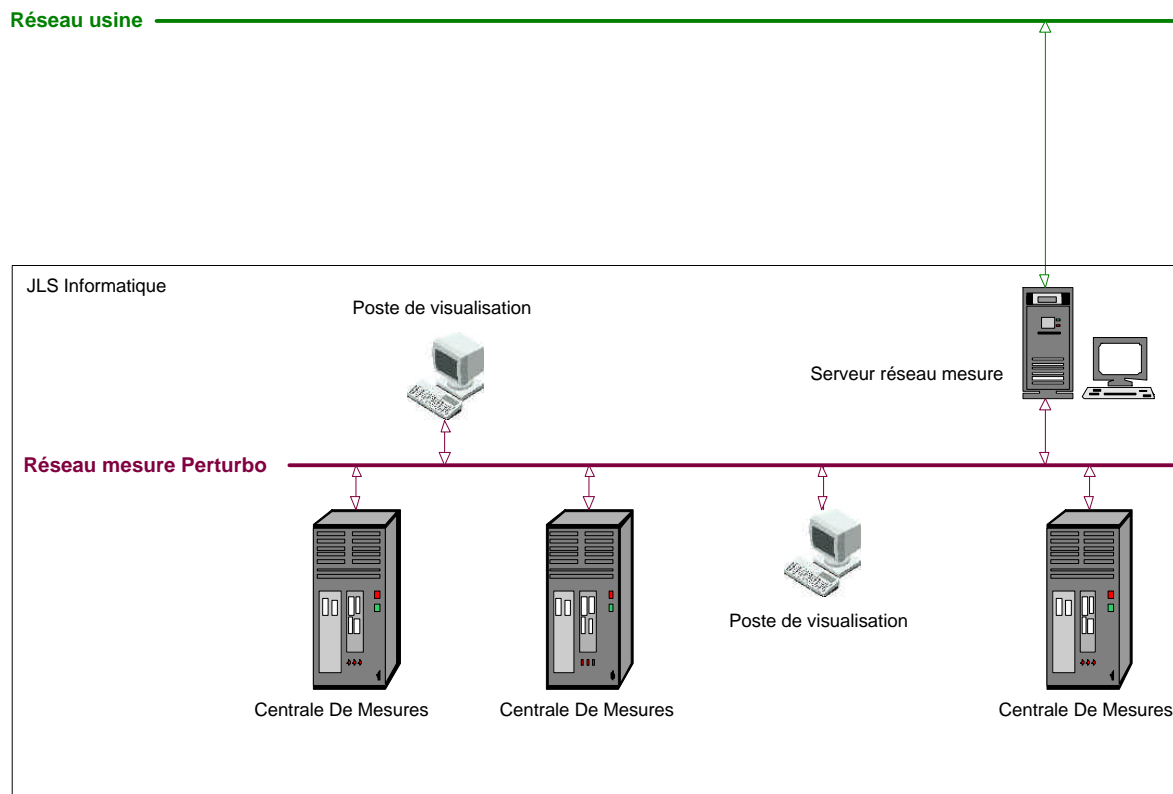 Réseau usine
JLS Informatique
Poste de visualisation
Serveur réseau mesure
Réseau mesure Perturbo
Poste de visualisation
Centrale De Mesures
Centrale De Mesures
Centrale De Mesures